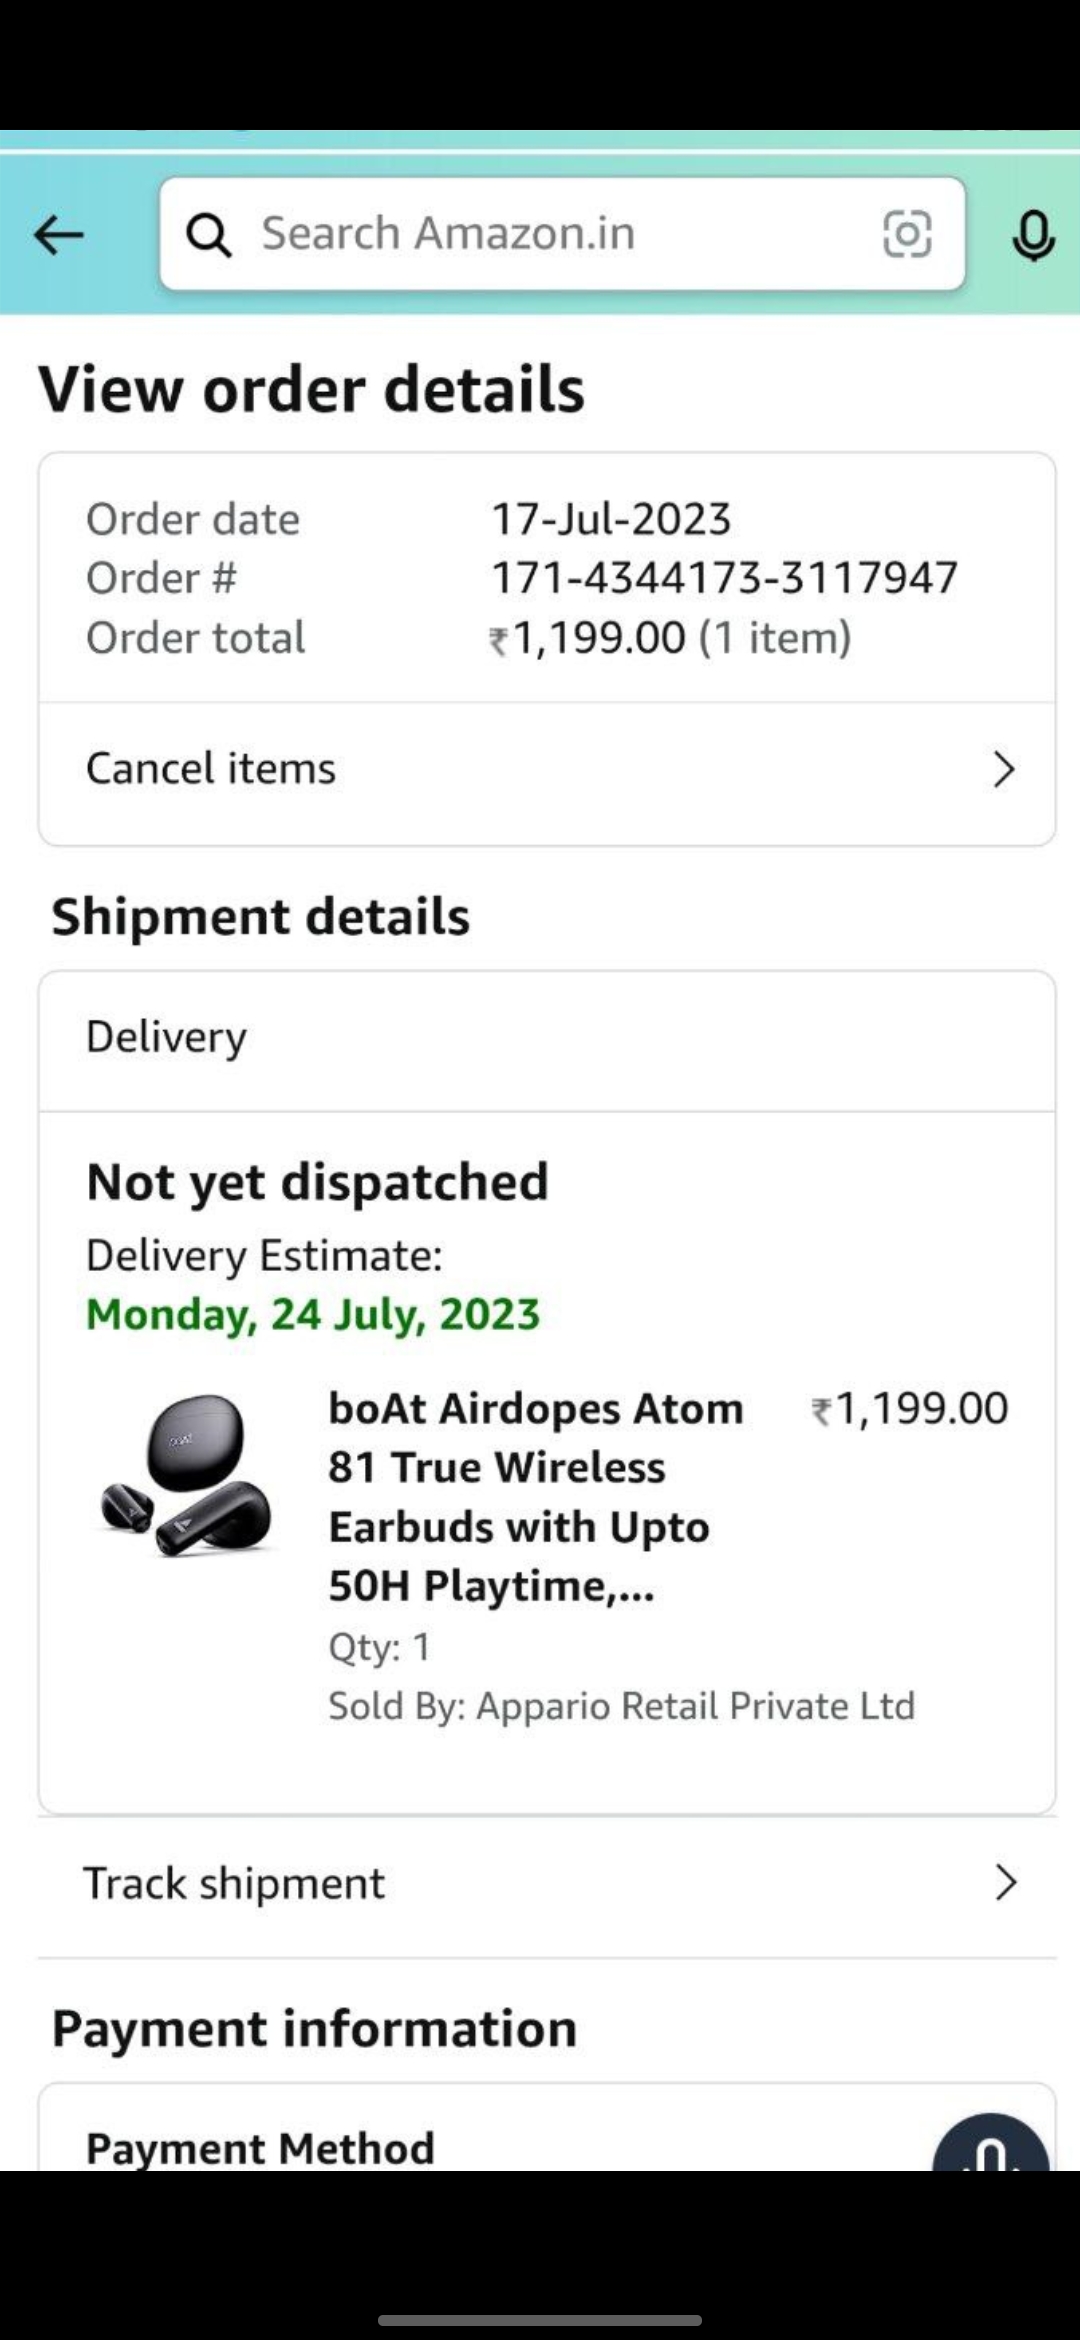 Search Amazon.in
View order details
Order date 17-Jul-2023
Order # 171-4344173-3117947
Order total ₹1,199.00 (1 item)
Cancel items
Shipment details
Delivery
Not yet dispatched
Delivery Estimate:
Monday, 24 July, 2023
boAt Airdopes Atom ₹1,199.00
81 True Wireless
Earbuds with Upto
50H Playtime,...
Qty: 1
Sold By: Appario Retail Private Ltd
Track shipment
Payment information
Payment Method